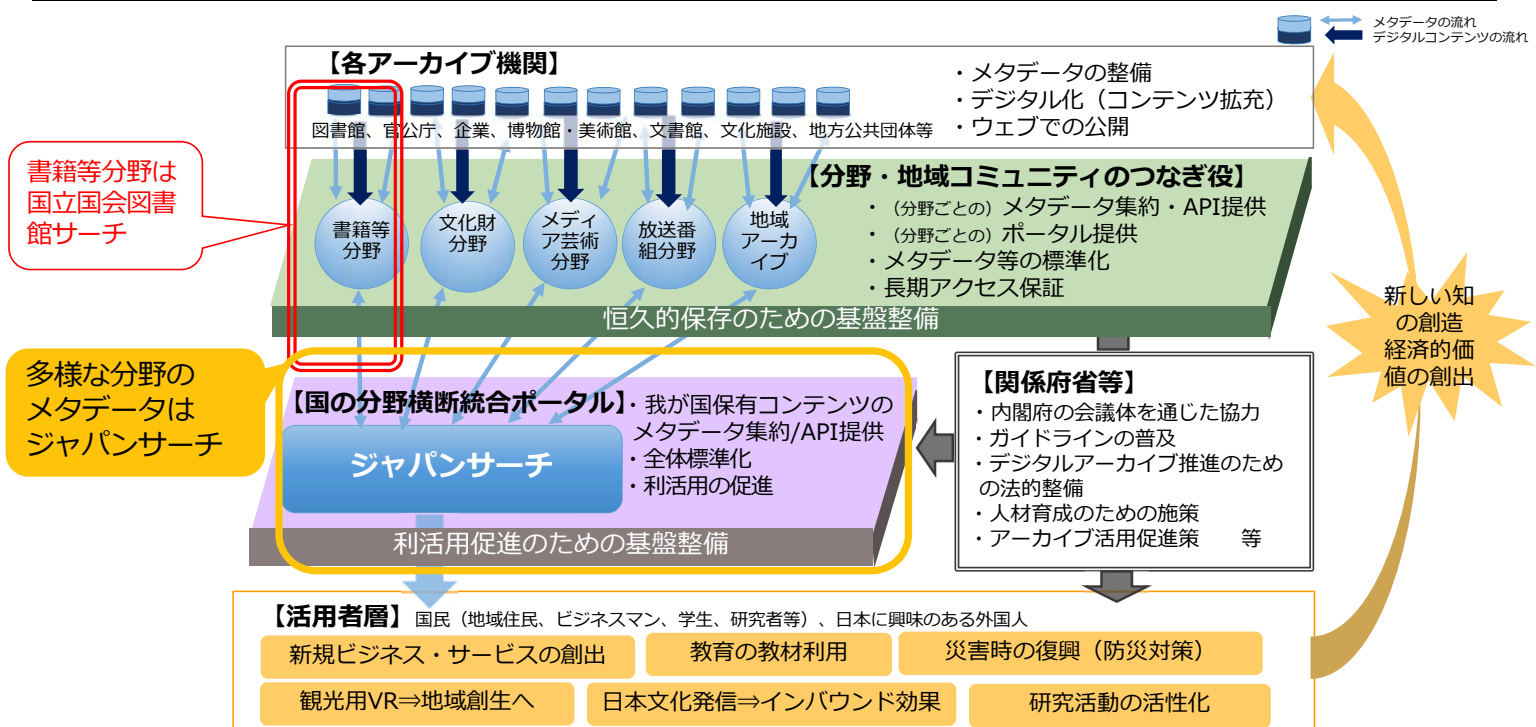 メタデータの流れ
デジタルコンテンツの流れ
【各アーカイブ機関】
・メタデータの整備
・デジタル化（コンテンツ拡充）
・ウェブでの公開
図書館、官公庁、企業、博物館・美術館、文書館、文化施設、地方公共団体等
書籍等分野は
国立国会図書
館サーチ
【分野・地域コミュニティのつなぎ役】
・（分野ごとの）メタデータ集約・API提供
・（分野ごとの）ポータル提供
・メタデータ等の標準化
・長期アクセス保証
書籍等
分野
文化財
分野
メディ
ア芸術
分野
放送番
組分野
地域
アーカ
イブ
恒久的保存のための基盤整備
新しい知
の創造
経済的価
値の創出
多様な分野の
メタデータは
ジャパンサーチ
【国の分野横断統合ポータル】
・我が国保有コンテンツの
メタデータ集約/API提供
・全体標準化
・利活用の促進
ジャパンサーチ
利活用促進のための基盤整備
【関係府省等】
・内閣府の会議体を通じた協力
・ガイドラインの普及
・デジタルアーカイブ推進のため
の法的整備
・人材育成のための施策
・アーカイブ活用促進策　　等
【活用者層】国民（地域住民、ビジネスマン、学生、研究者等）、日本に興味のある外国人
新規ビジネス・サービスの創出
教育の教材利用
災害時の復興（防災対策）
観光用VR⇒地域創生へ
日本文化発信⇒インバウンド効果
研究活動の活性化